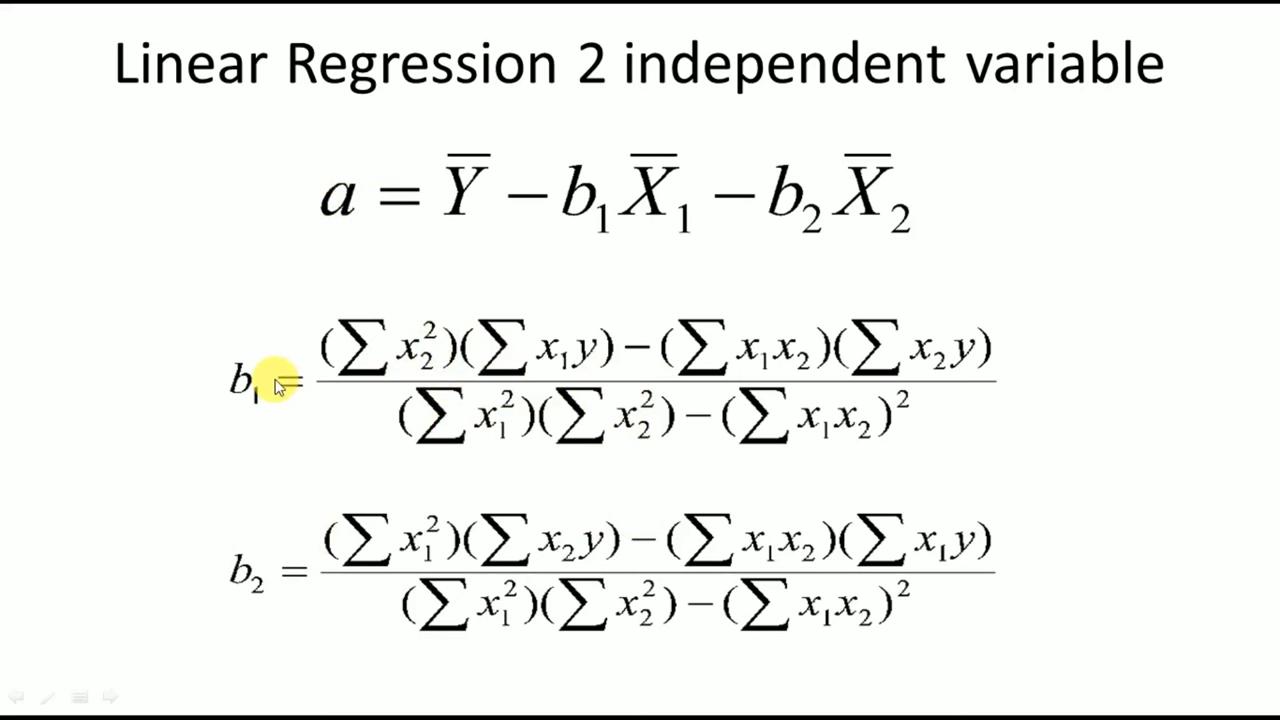 Linear Regression 2 independent variable
a = Y̅ − b₁X̅₁ − b₂X̅₂
b₁ = (∑ x₂²)(∑ x₁y) − (∑ x₁x₂)(∑ x₂y) / (∑ x₁²)(∑ x₂²) − (∑ x₁x₂)²
b₂ = (∑ x₁²)(∑ x₂y) − (∑ x₁x₂)(∑ x₁y) / (∑ x₁²)(∑ x₂²) − (∑ x₁x₂)²